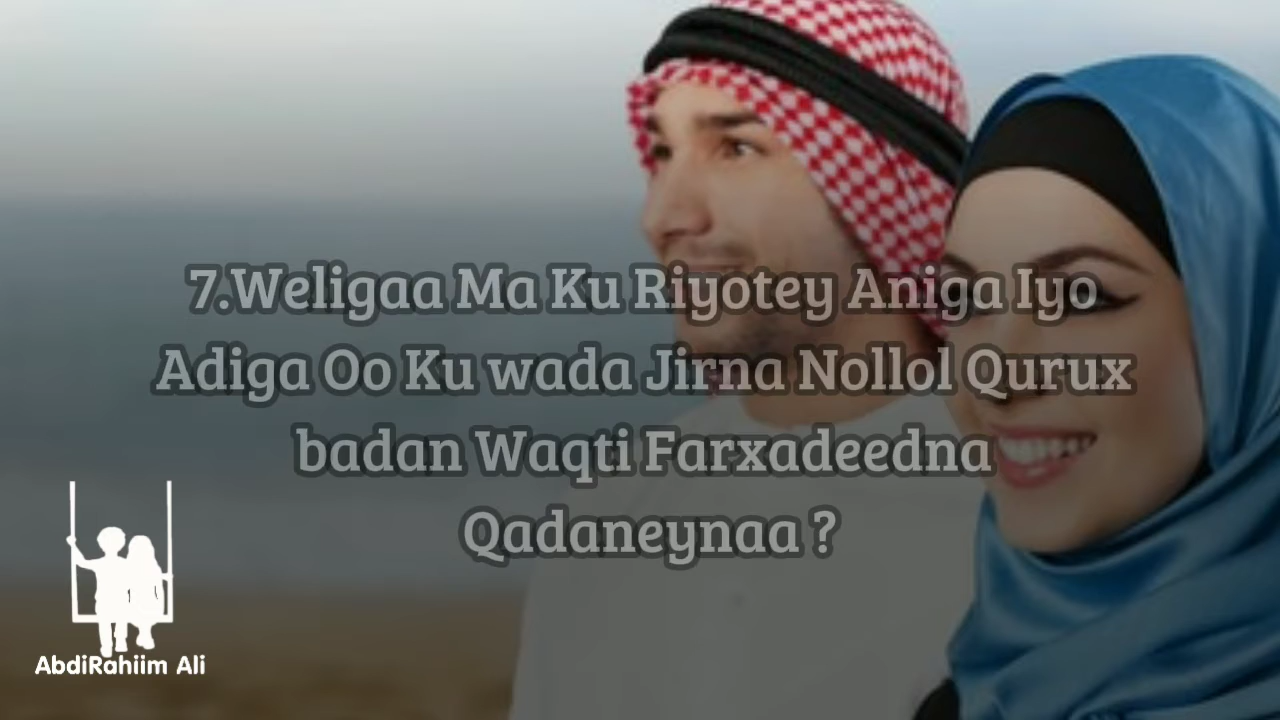 7.Weligaa Ma Ku Riyotey Aniga Iyo
Adiga Oo Ku wada Jirna Nollol Qurux
badan Waqti Farxadeedna
Qadaneynaa ?
AbdiRahiim Ali